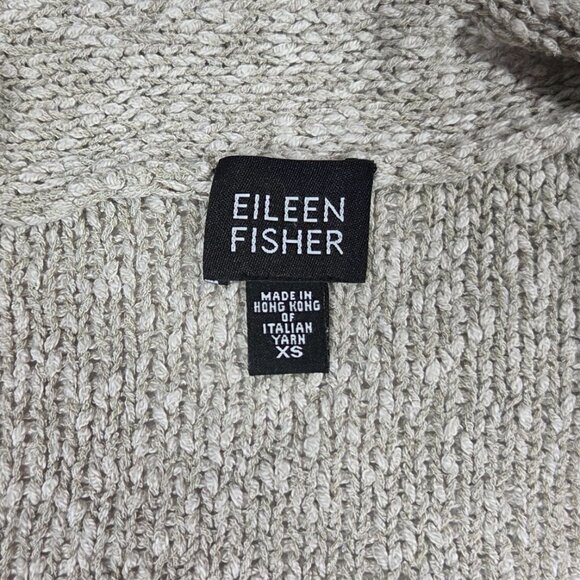 EILEEN
FISHER
MADE IN
HONG KONG
OF
ITALIAN
YARN
XS